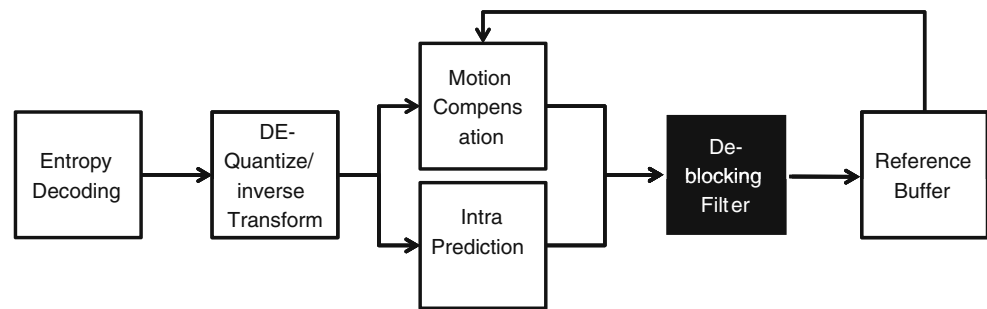 Entropy
Decoding
DE-
Quantize/
inverse
Transform
Motion
Compens
ation
Intra
Prediction
De-
blocking
Filter
Reference
Buffer